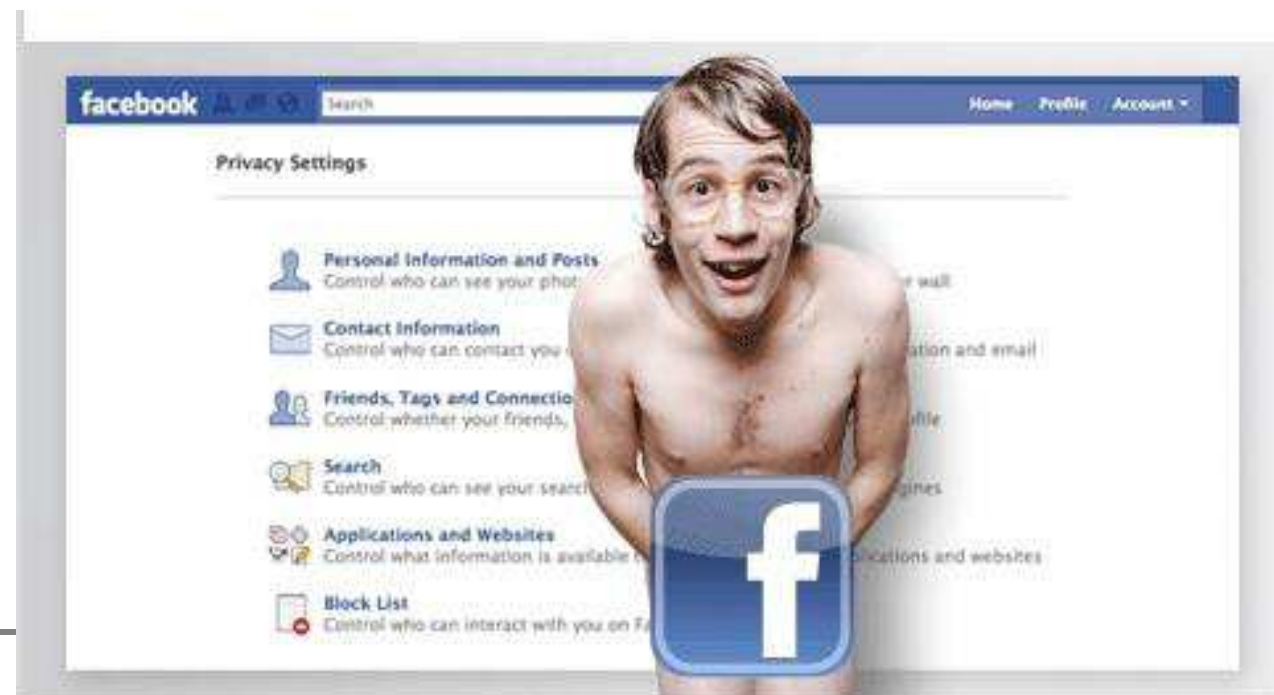 facebook Search Home Profile Account
Privacy Settings
Personal Information and Posts
Control who can see your phot wall
Contact Information
Control who can contact you ation and email
Friends, Tags and Connectio
Control whether your friends, file
Search
Control who can see your search gines
Applications and Websites
Control what information is available ications and websites
Block List
Control who can interact with you on Fa
f